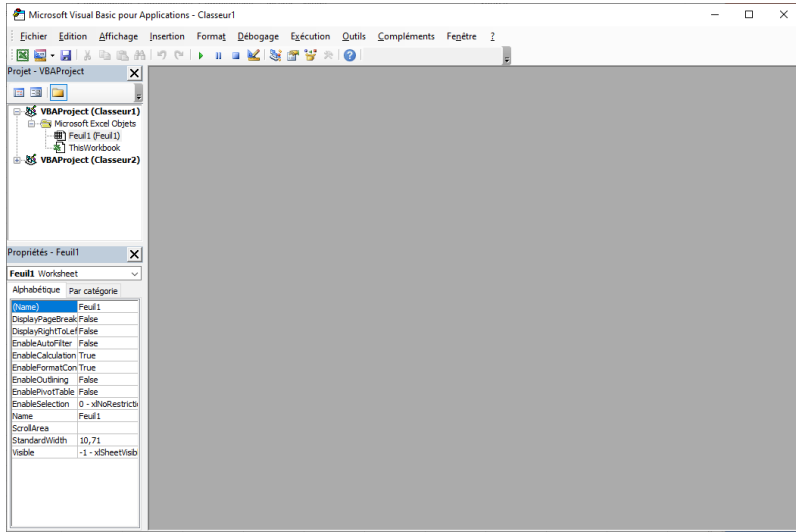 Microsoft Visual Basic pour Applications - Classeur1
Fichier Edition Affichage Insertion Format Débogage Exécution Outils Compléments Fenêtre ?
Projet - VBAProject
VBAProject (Classeur1)
Microsoft Excel Objets
Feuil1 (Feuil1)
ThisWorkbook
VBAProject (Classeur2)
Propriétés - Feuil1
Feuil1 Worksheet
Alphabétique Par catégorie
(Name) Feuil1
DisplayPageBreak False
DisplayRightToLef False
EnableAutoFilter False
EnableCalculation True
EnableFormatCon True
EnableOutlining False
EnablePivotTable False
EnableSelection 0 - xlNoRestricti
Name Feuil1
ScrollArea
StandardWidth 10,71
Visible -1 - xlSheetVisib